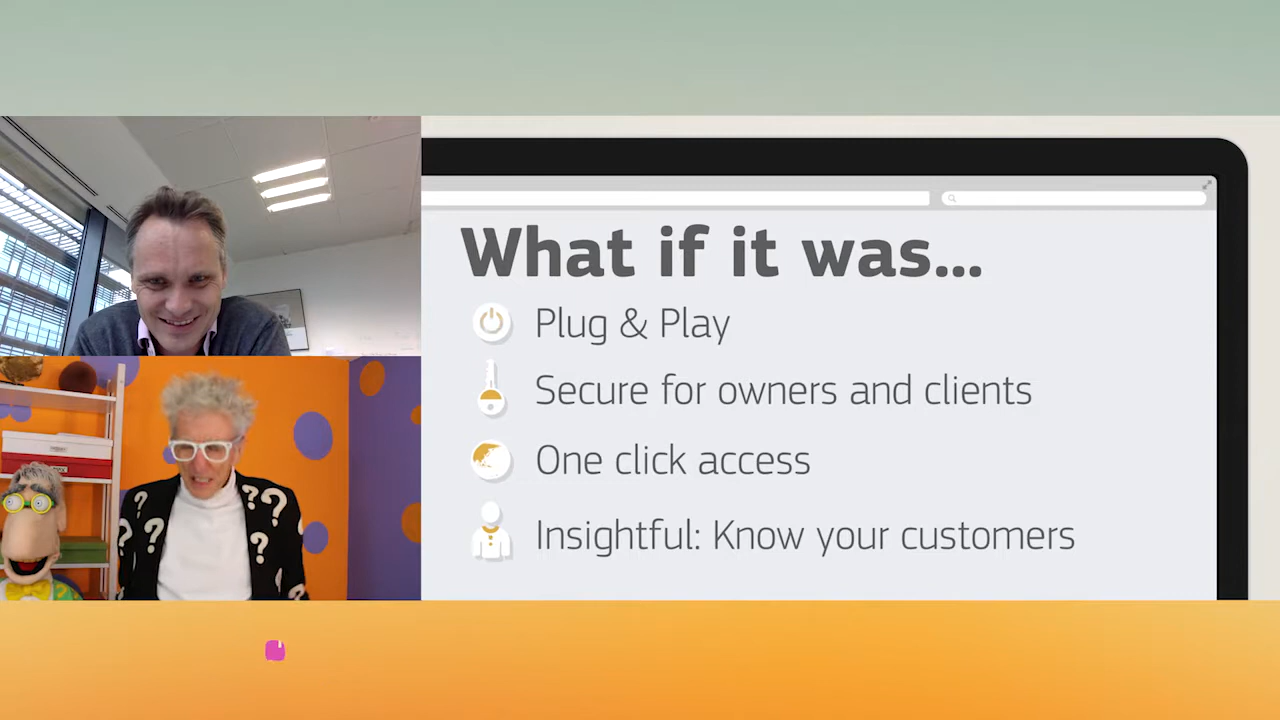 What if it was...
Plug & Play
Secure for owners and clients
One click access
Insightful: Know your customers